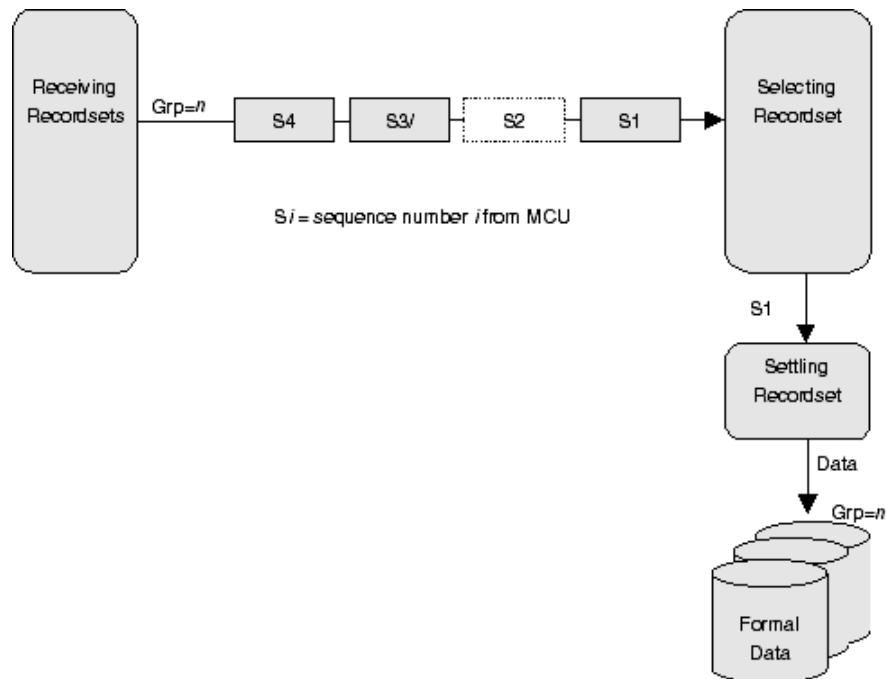 Receiving
Recordsets
Grp=n
S4
S3/
S2
S1
Selecting
Recordset
Si = sequence number i from MCU
S1
Settling
Recordset
Data
Grp=n
Formal
Data